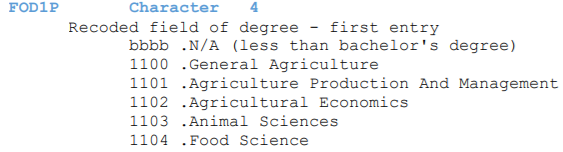 FOD1P Character 4
Recoded field of degree - first entry
bbbb .N/A (less than bachelor's degree)
1100 .General Agriculture
1101 .Agriculture Production And Management
1102 .Agricultural Economics
1103 .Animal Sciences
1104 .Food Science